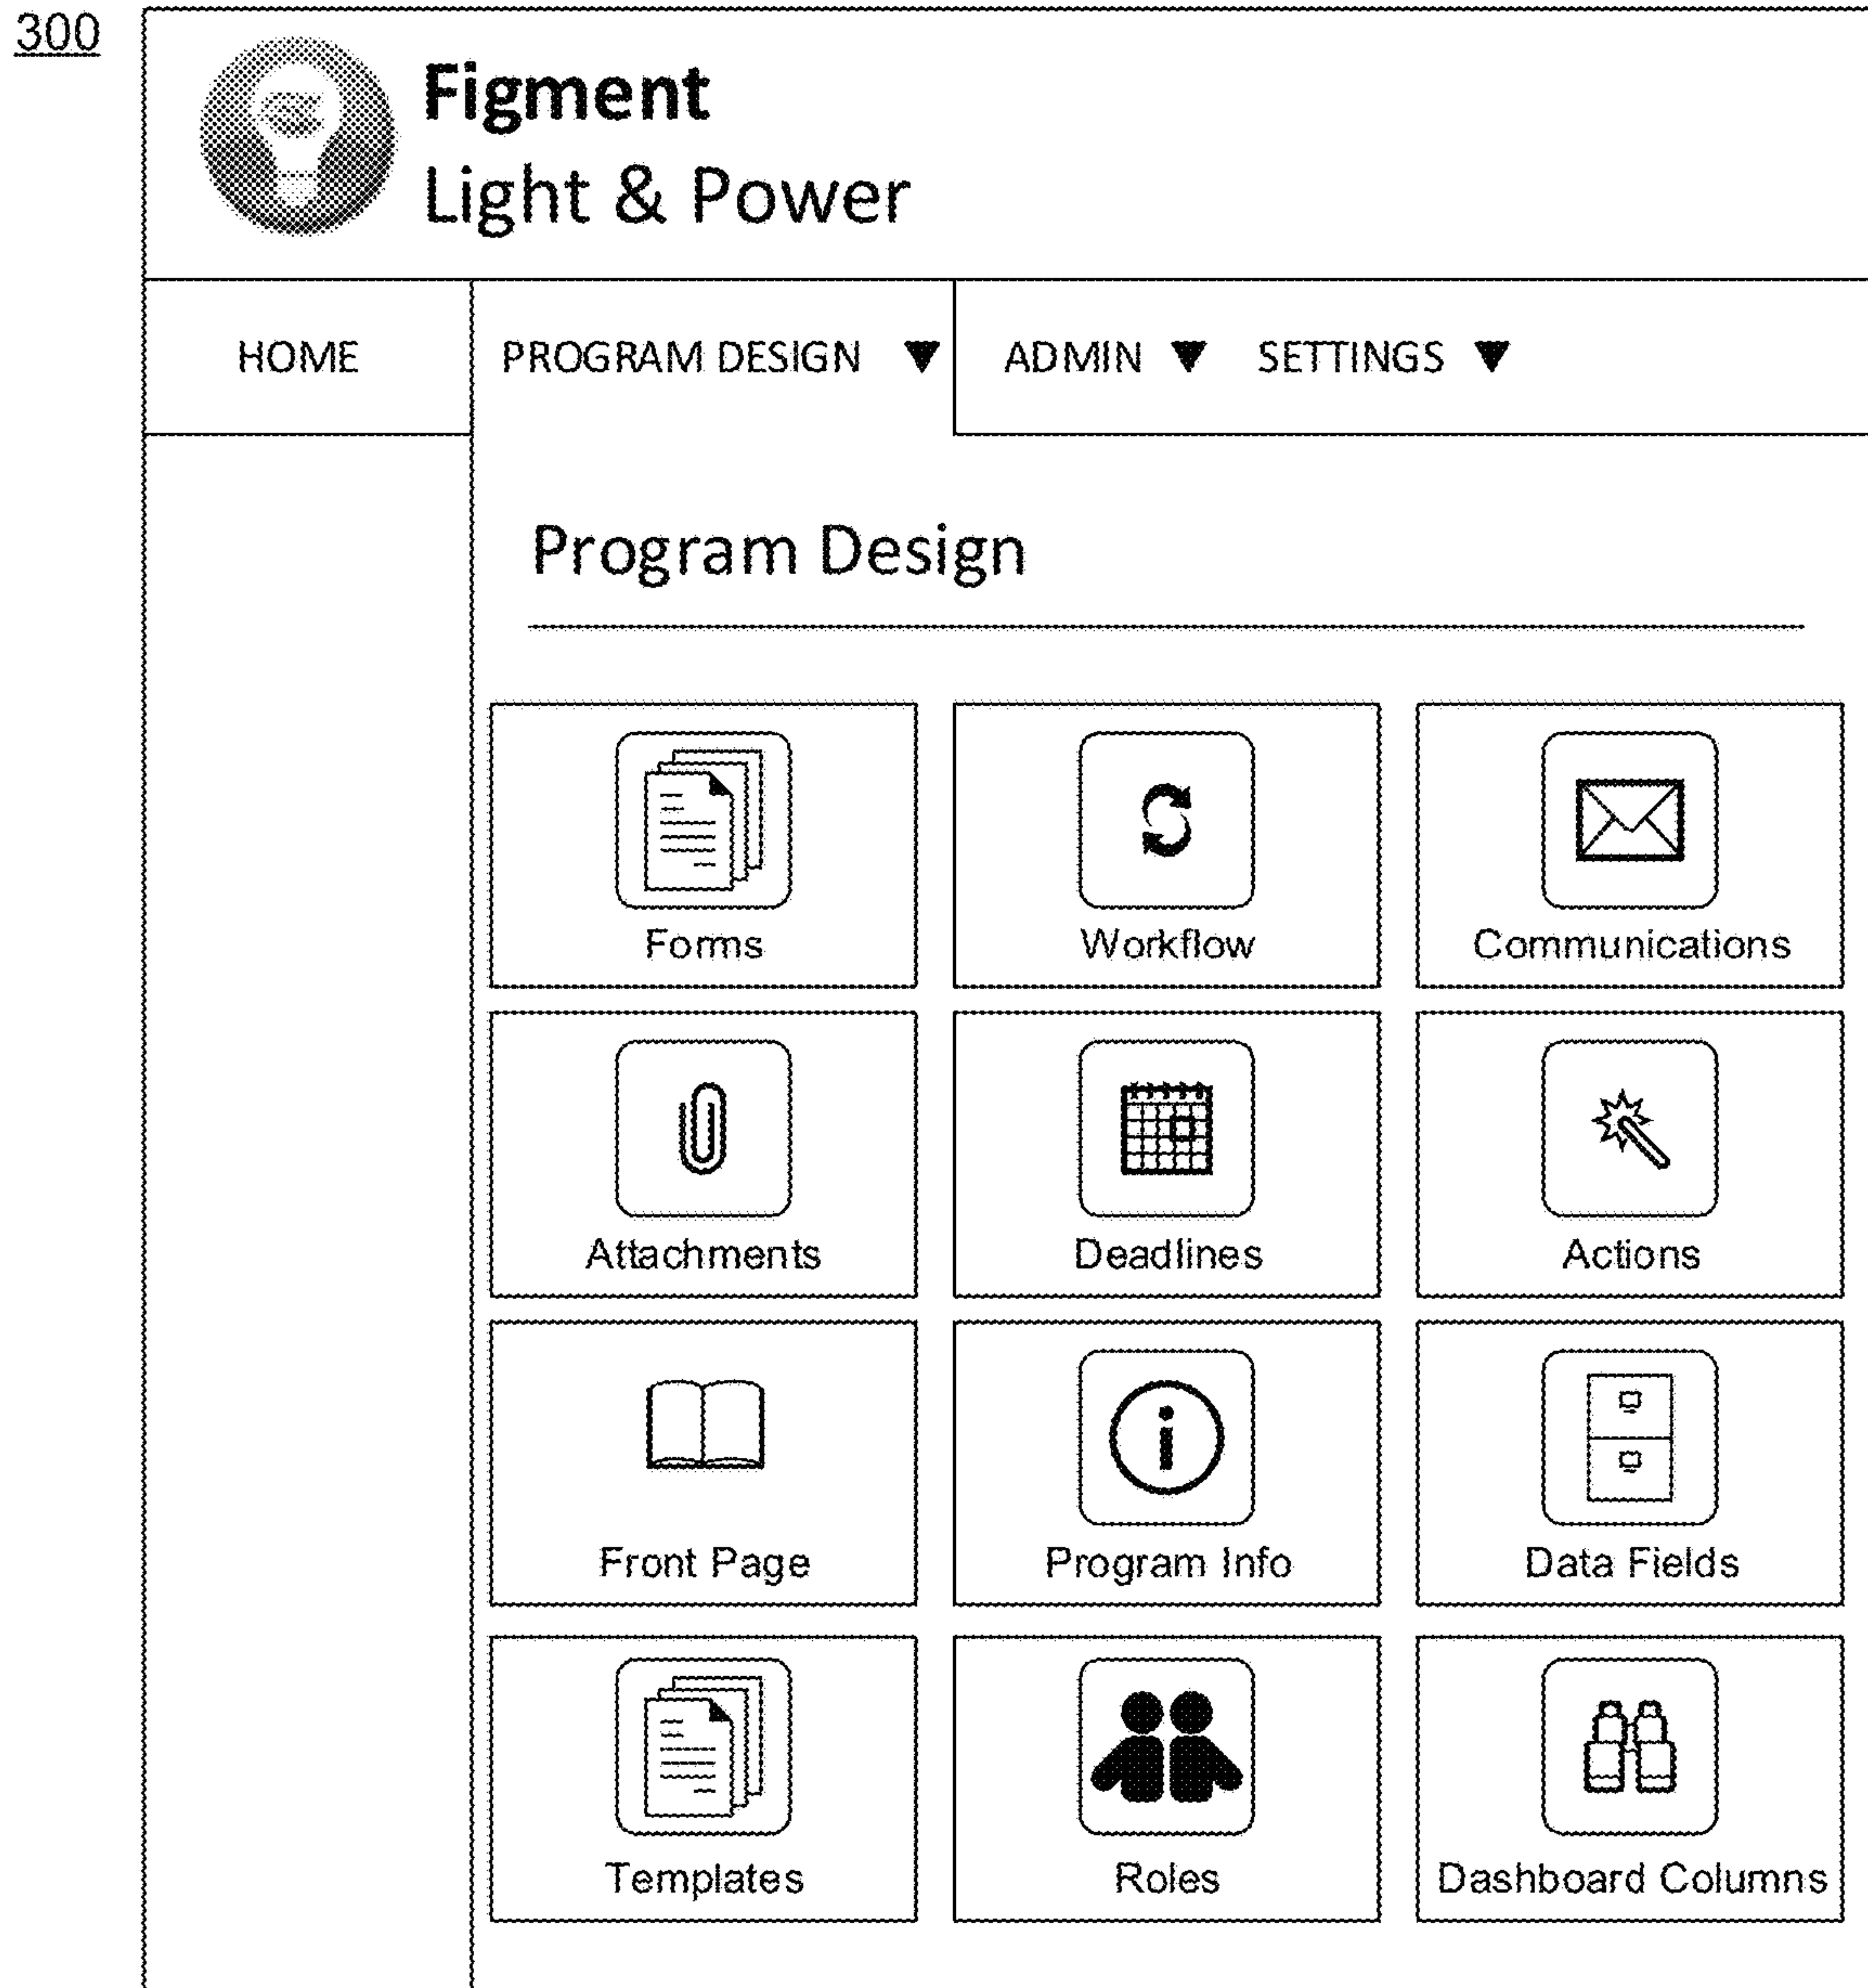 300
Figment
Light & Power
HOME PROGRAM DESIGN ▼ ADMIN ▼ SETTINGS ▼
Program Design
Forms Workflow Communications
Attachments Deadlines Actions
Front Page Program Info Data Fields
Templates Roles Dashboard Columns